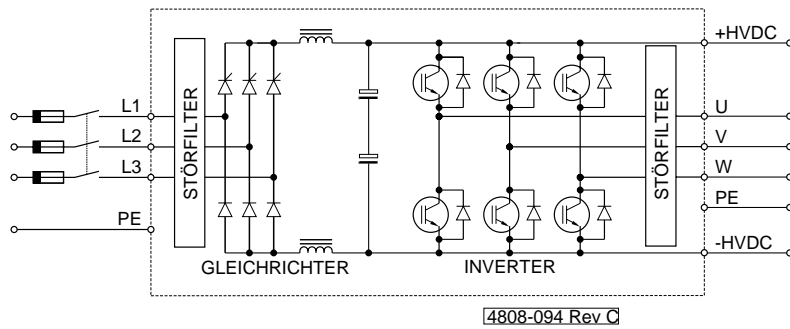 +HVDC
L1
L2
L3
PE
STÖRFILTER
STÖRFILTER
U
V
W
PE
-HVDC
GLEICHRICHTER
INVERTER
4808-094 Rev C